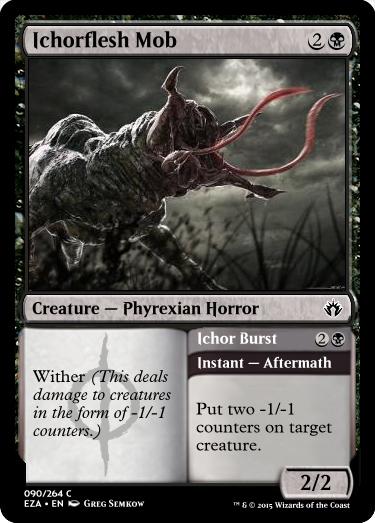 Ichorflesh Mob 2
Creature — Phyrexian Horror
Wither (This deals
damage to creatures
in the form of -1/-1
counters.)
Ichor Burst 2
Instant — Aftermath
Put two -1/-1
counters on target
creature.
2/2
090/264 C
EZA • EN Greg Semkow
™ & © 2015 Wizards of the Coast